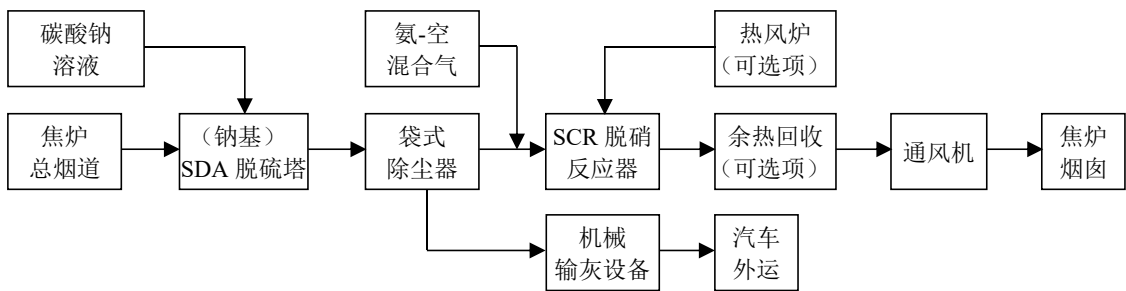 碳酸钠
溶液
氨-空
混合气
热风炉
（可选项）
焦炉
总烟道
（钠基）
SDA 脱硫塔
袋式
除尘器
SCR 脱硝
反应器
余热回收
（可选项）
通风机
焦炉
烟囱
机械
输灰设备
汽车
外运